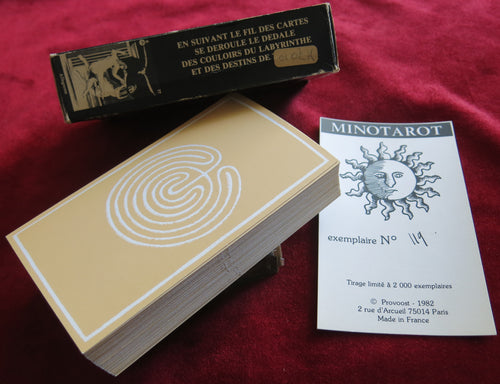 EN SUIVANT LE FIL DES CARTES
SE DEROULE LE DEDALE
DES COULOIRS DU LABYRINTHE
ET DES DESTINS DE
MINOTAROT
exemplaire N° 119
Tirage limité à 2 000 exemplaires
© Provoost - 1982
2 rue d'Arcueil 75014 Paris
Made in France